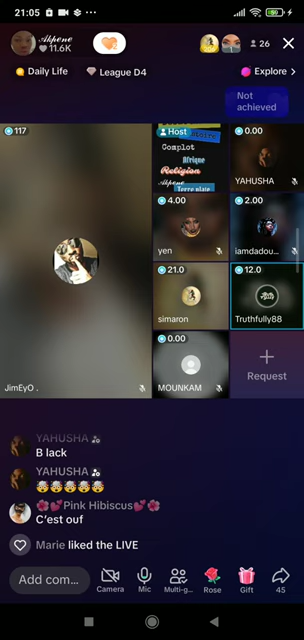 21:05
Akpene
11.6K
26
Daily Life
League D4
Explore >
Not
achieved
117
Host
Histoire
Complot
Afrique
Religion
Akpene
Terre plate
0.00
YAHUSHA
4.00
yen
2.00
iamdadou...
21.0
simaron
12.0
Truthfully88
JimEyO .
0.00
MOUNKAM
+
Request
YAHUSHA
B lack
YAHUSHA
🤯🤯🤯🤯🤯
🌸💕Pink Hibiscus💕🌸
C'est ouf
Marie liked the LIVE
Add com...
Camera
Mic
Multi-g...
Rose
Gift
45